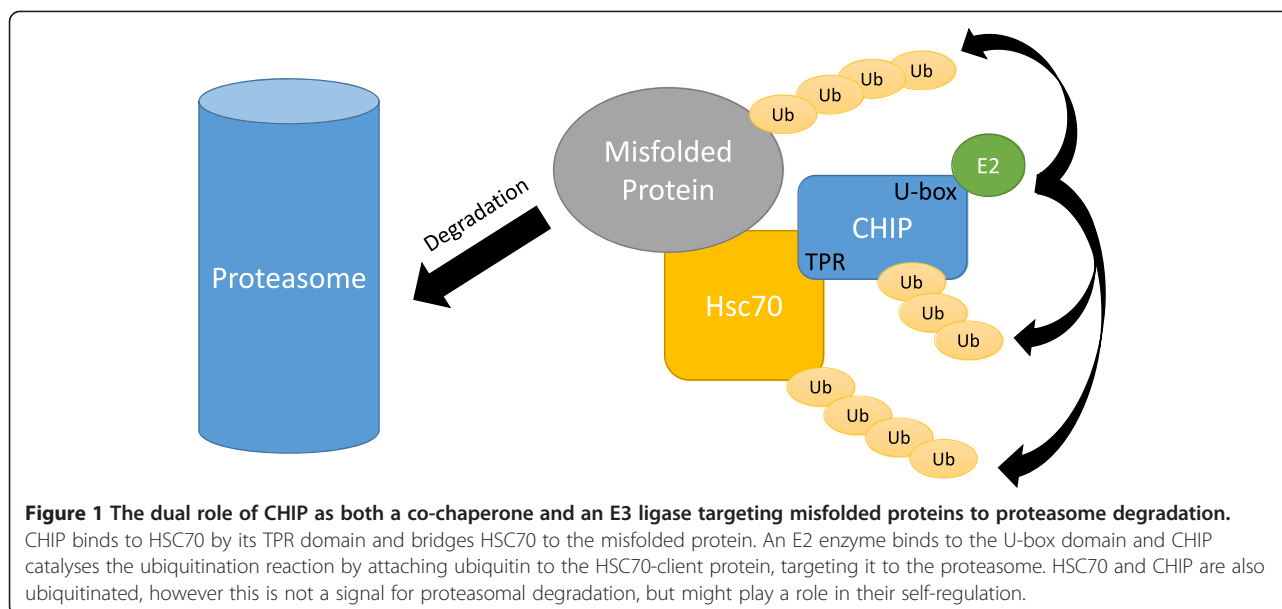 Ub Ub Ub Ub
Misfolded
Protein
E2
U-box
CHIP
TPR
Degradation
Proteasome
Hsc70
Ub
Ub
Ub
Ub
Ub
Ub
Ub
Figure 1 The dual role of CHIP as both a co-chaperone and an E3 ligase targeting misfolded proteins to proteasome degradation.
CHIP binds to HSC70 by its TPR domain and bridges HSC70 to the misfolded protein. An E2 enzyme binds to the U-box domain and CHIP
catalyses the ubiquitination reaction by attaching ubiquitin to the HSC70-client protein, targeting it to the proteasome. HSC70 and CHIP are also
ubiquitinated, however this is not a signal for proteasomal degradation, but might play a role in their self-regulation.